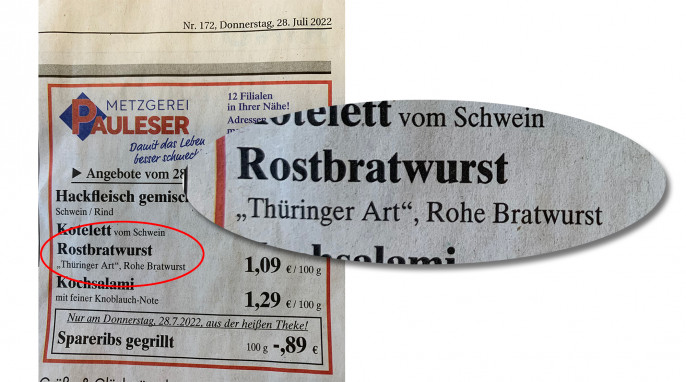 Nr. 172, Donnerstag, 28. Juli 2022
METZGEREI
PAULESER
Damit das Leben
besser schmeckt
12 Filialen
in Ihrer Nähe!
Adressen
▶ Angebote vom 28
Hackfleisch gemisc
Schwein / Rind
Kotelett vom Schwein
Rostbratwurst
„Thüringer Art“, Rohe Bratwurst
1,09 € / 100 g
Kochsalami
mit feiner Knoblauch-Note
1,29 € / 100 g
Nur am Donnerstag, 28.7.2022, aus der heißen Theke!
Spareribs gegrillt 100 g -,89 €
Kotelett vom Schwein
Rostbratwurst
„Thüringer Art“, Rohe Bratwurst
Kochsalami